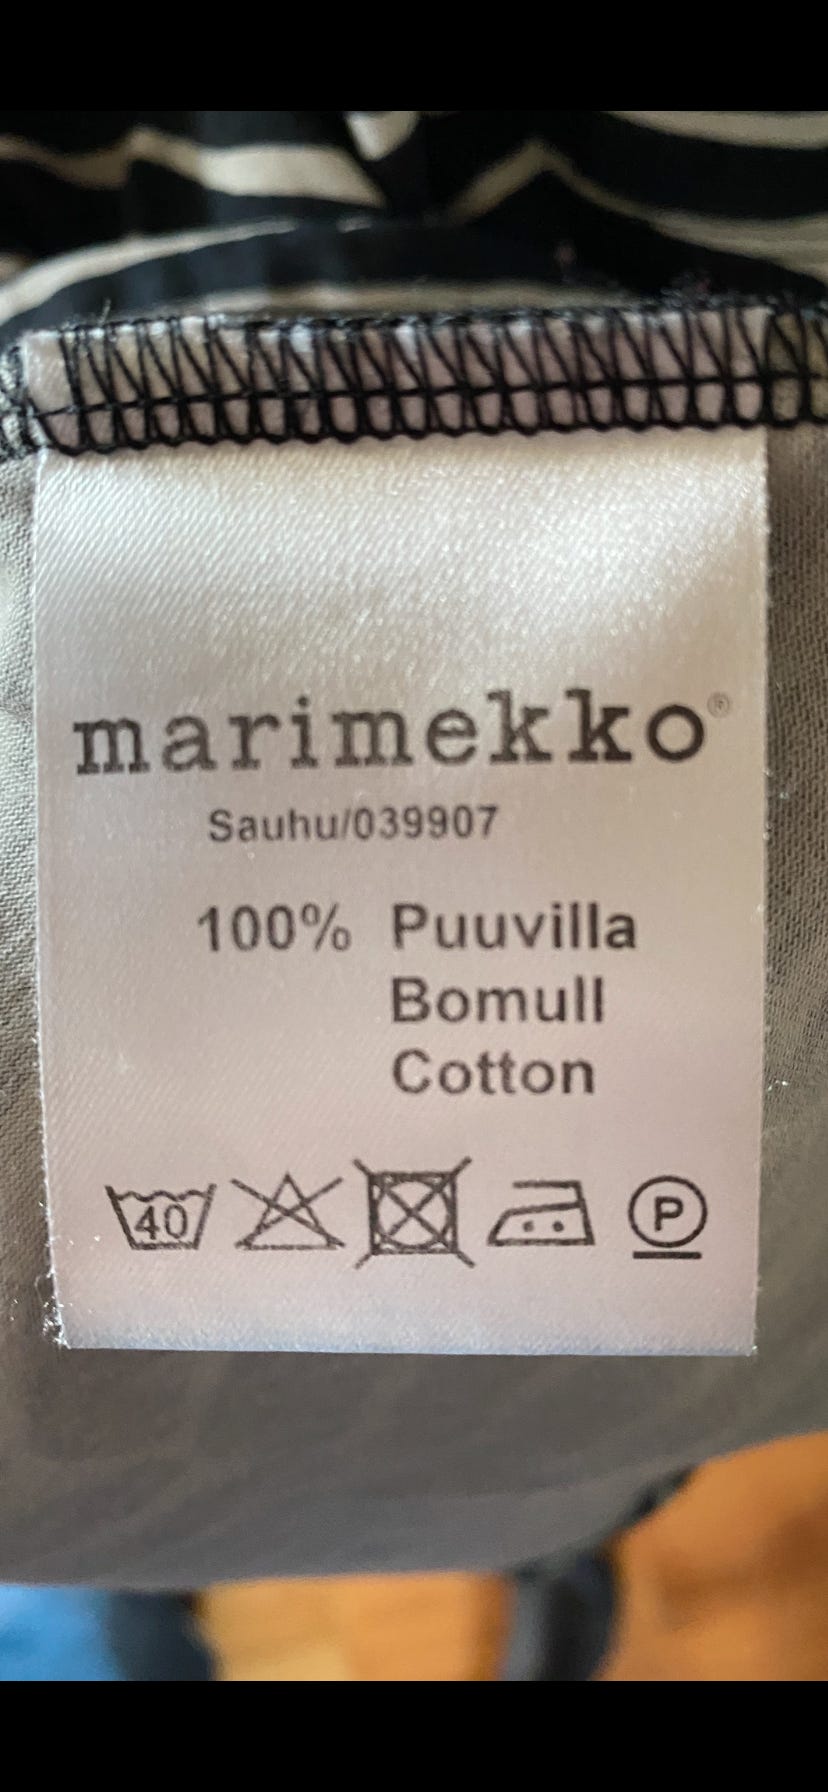 marimekko®
Sauhu/039907
100% Puuvilla
Bomull
Cotton
40 P